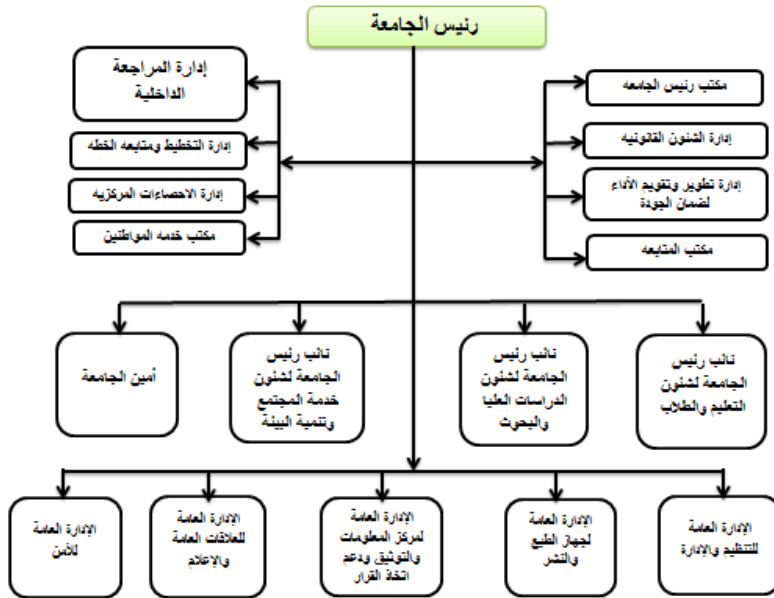 رئيس الجامعة
مكتب رئيس الجامعه
إدارة الشئون القانونيه
إدارة تطوير وتقويم الأداء
لضمان الجودة
مكتب المتابعه
إدارة المراجعة
الداخلية
إدارة التخطيط ومتابعه الخطه
إدارة الاحصاءات المركزيه
مكتب خدمه المواطنين
نائب رئيس
الجامعة لشئون
التعليم والطلاب
نائب رئيس
الجامعة لشئون
الدراسات العليا
والبحوث
نائب رئيس
الجامعة لشئون
خدمة المجتمع
وتنمية البيئة
أمين الجامعة
الإدارة العامة
للتنظيم والإدارة
الإدارة العامة
لجهاز الطبع
والنشر
الإدارة العامة
لمركز المعلومات
والتوثيق ودعم
اتخاذ القرار
الإدارة العامة
للعلاقات العامة
والإعلام
الإدارة العامة
للأمن